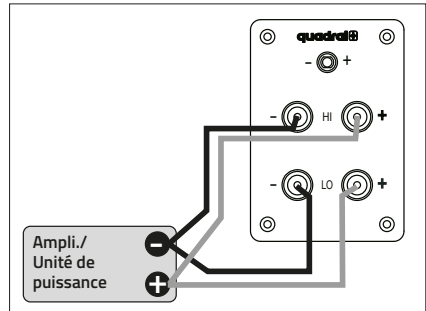 quadral
- +
- HI +
- LO +
Ampli./
Unité de
puissance
-
+